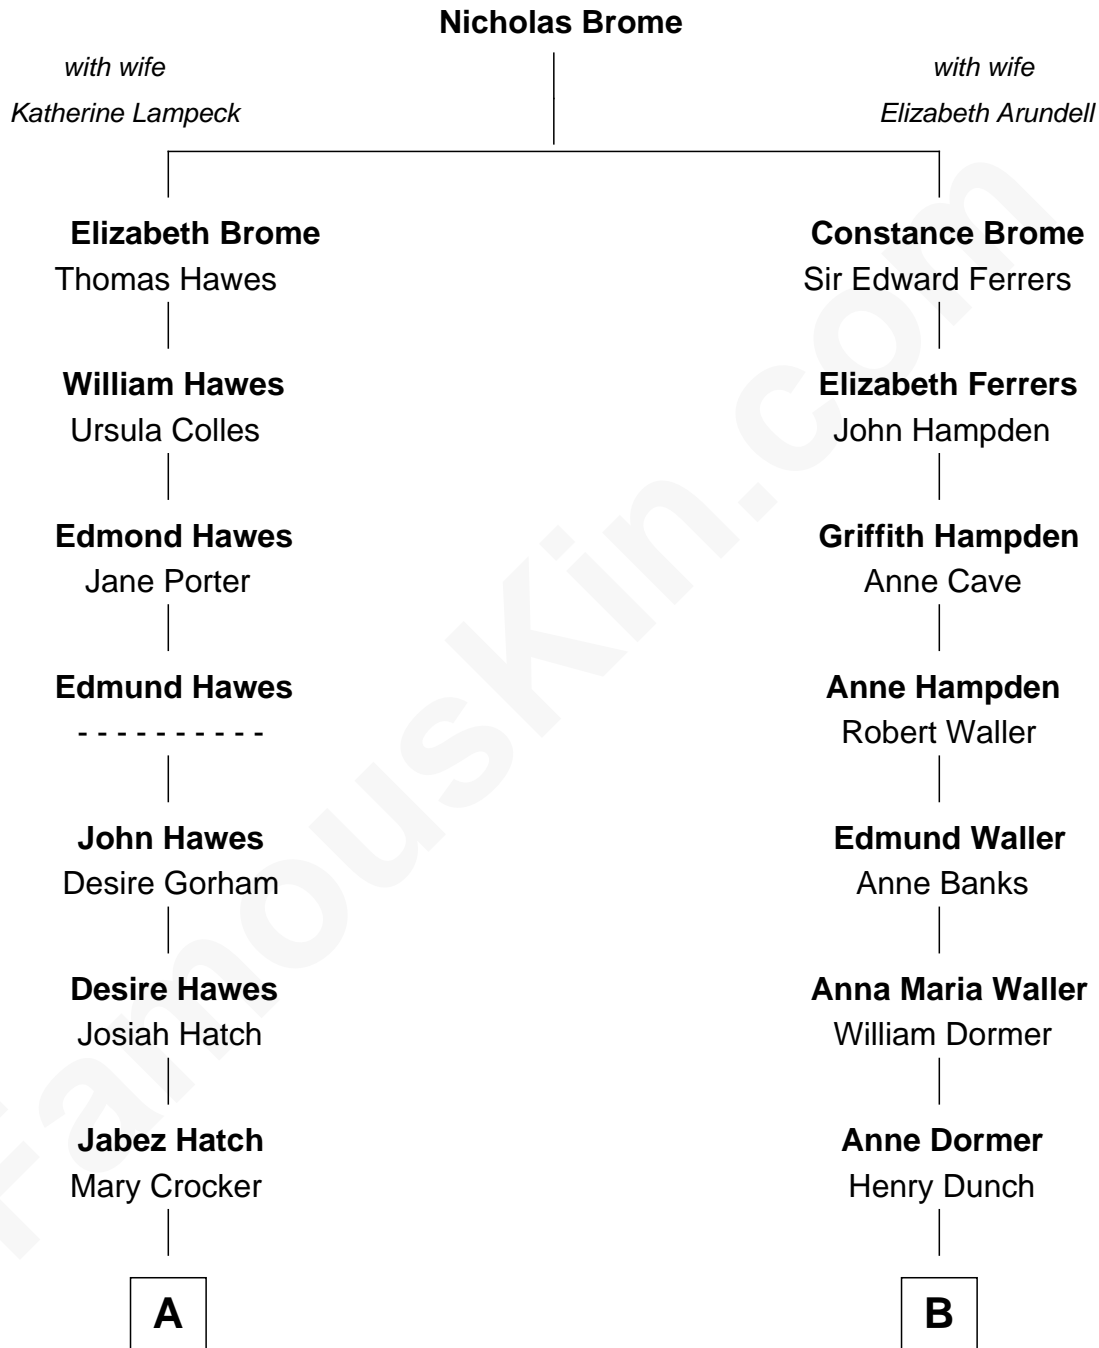 Nicholas Brome
with wife
Katherine Lampeck
with wife
Elizabeth Arundell
Elizabeth Brome
Thomas Hawes
Constance Brome
Sir Edward Ferrers
William Hawes
Ursula Colles
Elizabeth Ferrers
John Hampden
Edmond Hawes
Jane Porter
Griffith Hampden
Anne Cave
Edmund Hawes
- - - - - - - - - -
Anne Hampden
Robert Waller
John Hawes
Desire Gorham
Edmund Waller
Anne Banks
Desire Hawes
Josiah Hatch
Anna Maria Waller
William Dormer
Jabez Hatch
Mary Crocker
Anne Dormer
Henry Dunch
A
B
FamousKin.com